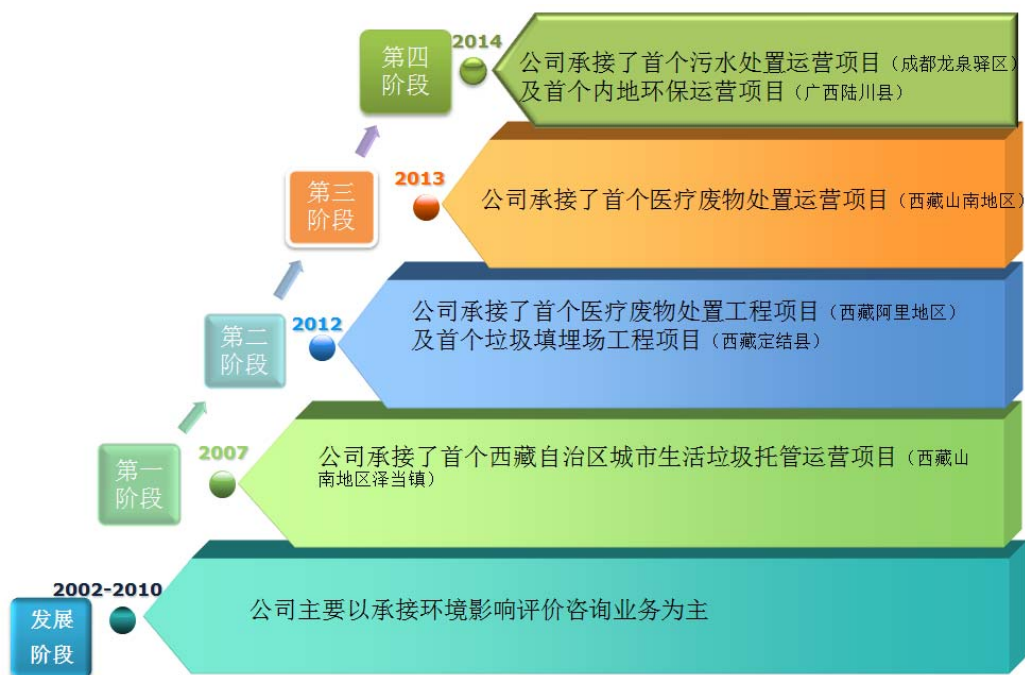 第四
阶段
2014
公司承接了首个污水处置运营项目（成都龙泉驿区）
及首个内地环保运营项目（广西陆川县）
第三
阶段
2013
公司承接了首个医疗废物处置运营项目（西藏山南地区）
第二
阶段
2012
公司承接了首个医疗废物处置工程项目（西藏阿里地区）
及首个垃圾填埋场工程项目（西藏定结县）
第一
阶段
2007
公司承接了首个西藏自治区城市生活垃圾托管运营项目（西藏山
南地区泽当镇）
2002-2010
发展
阶段
公司主要以承接环境影响评价咨询业务为主